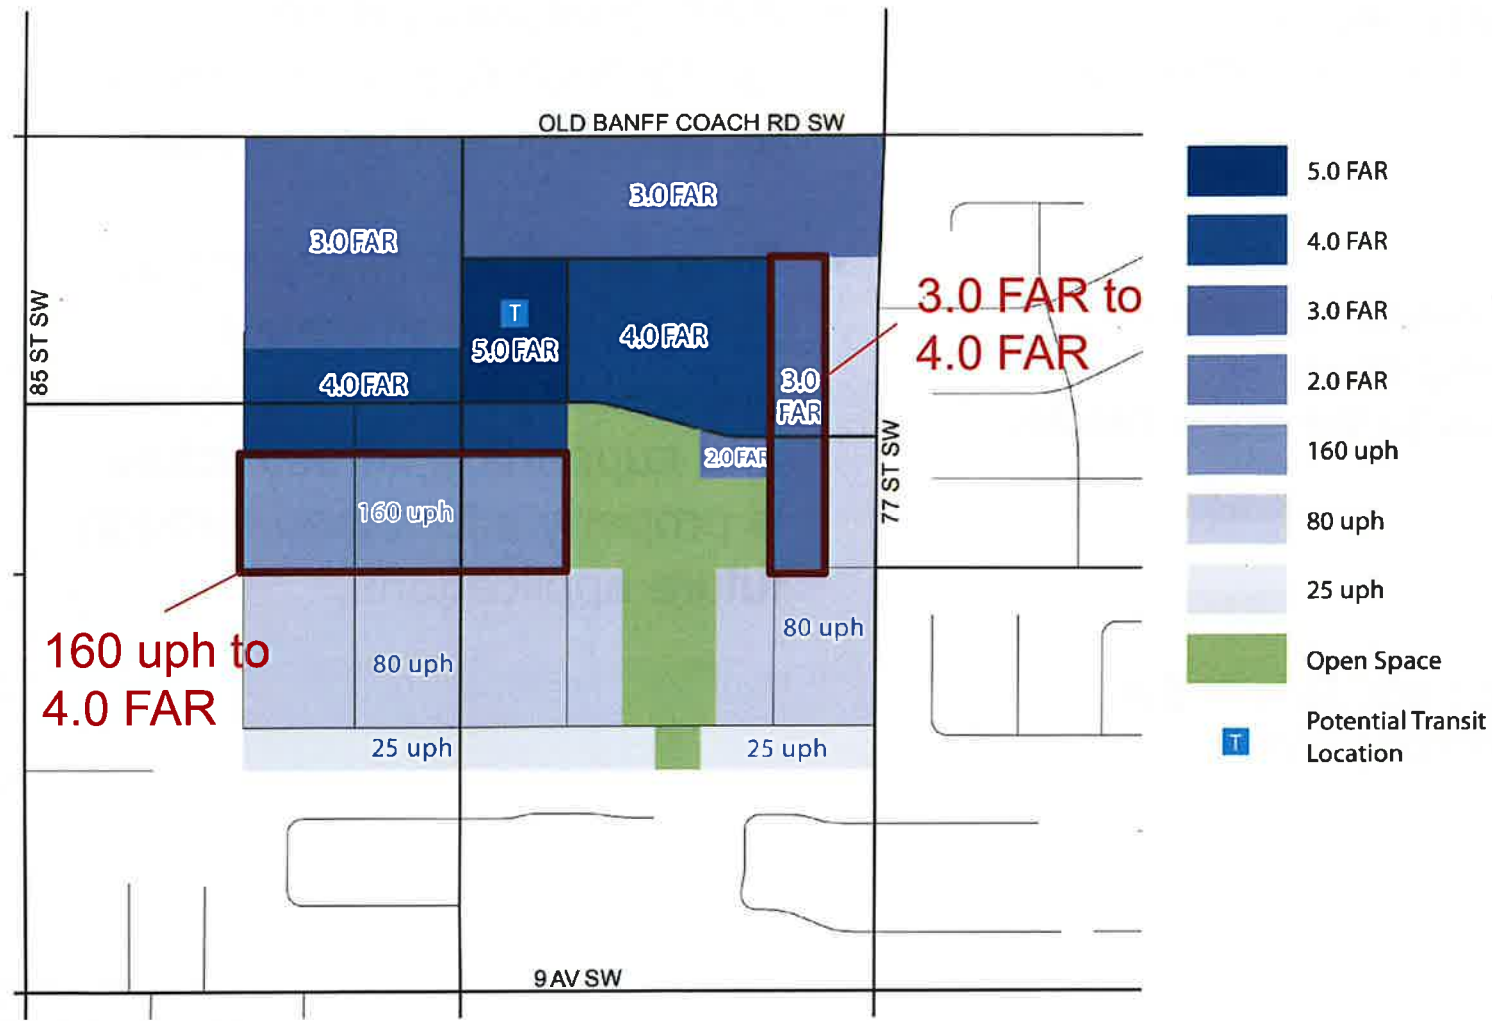 OLD BANFF COACH RD SW
3.0 FAR
3.0 FAR
85 ST SW
T
5.0 FAR
4.0 FAR
4.0 FAR
3.0
FAR
3.0 FAR to
4.0 FAR
2.0 FAR
77 ST SW
160 uph
160 uph to
4.0 FAR
80 uph
80 uph
25 uph
25 uph
9 AV SW
5.0 FAR
4.0 FAR
3.0 FAR
2.0 FAR
160 uph
80 uph
25 uph
Open Space
T
Potential Transit
Location